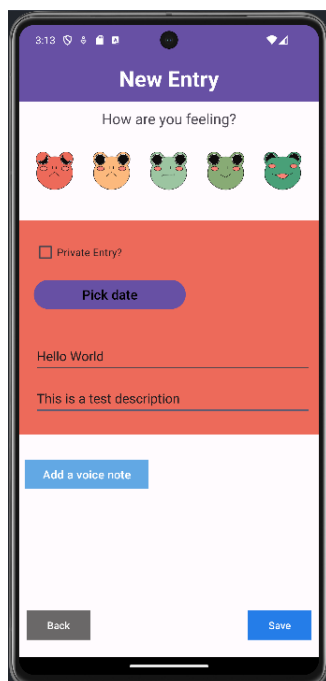 3:13
New Entry
How are you feeling?
Private Entry?
Pick date
Hello World
This is a test description
Add a voice note
Back
Save